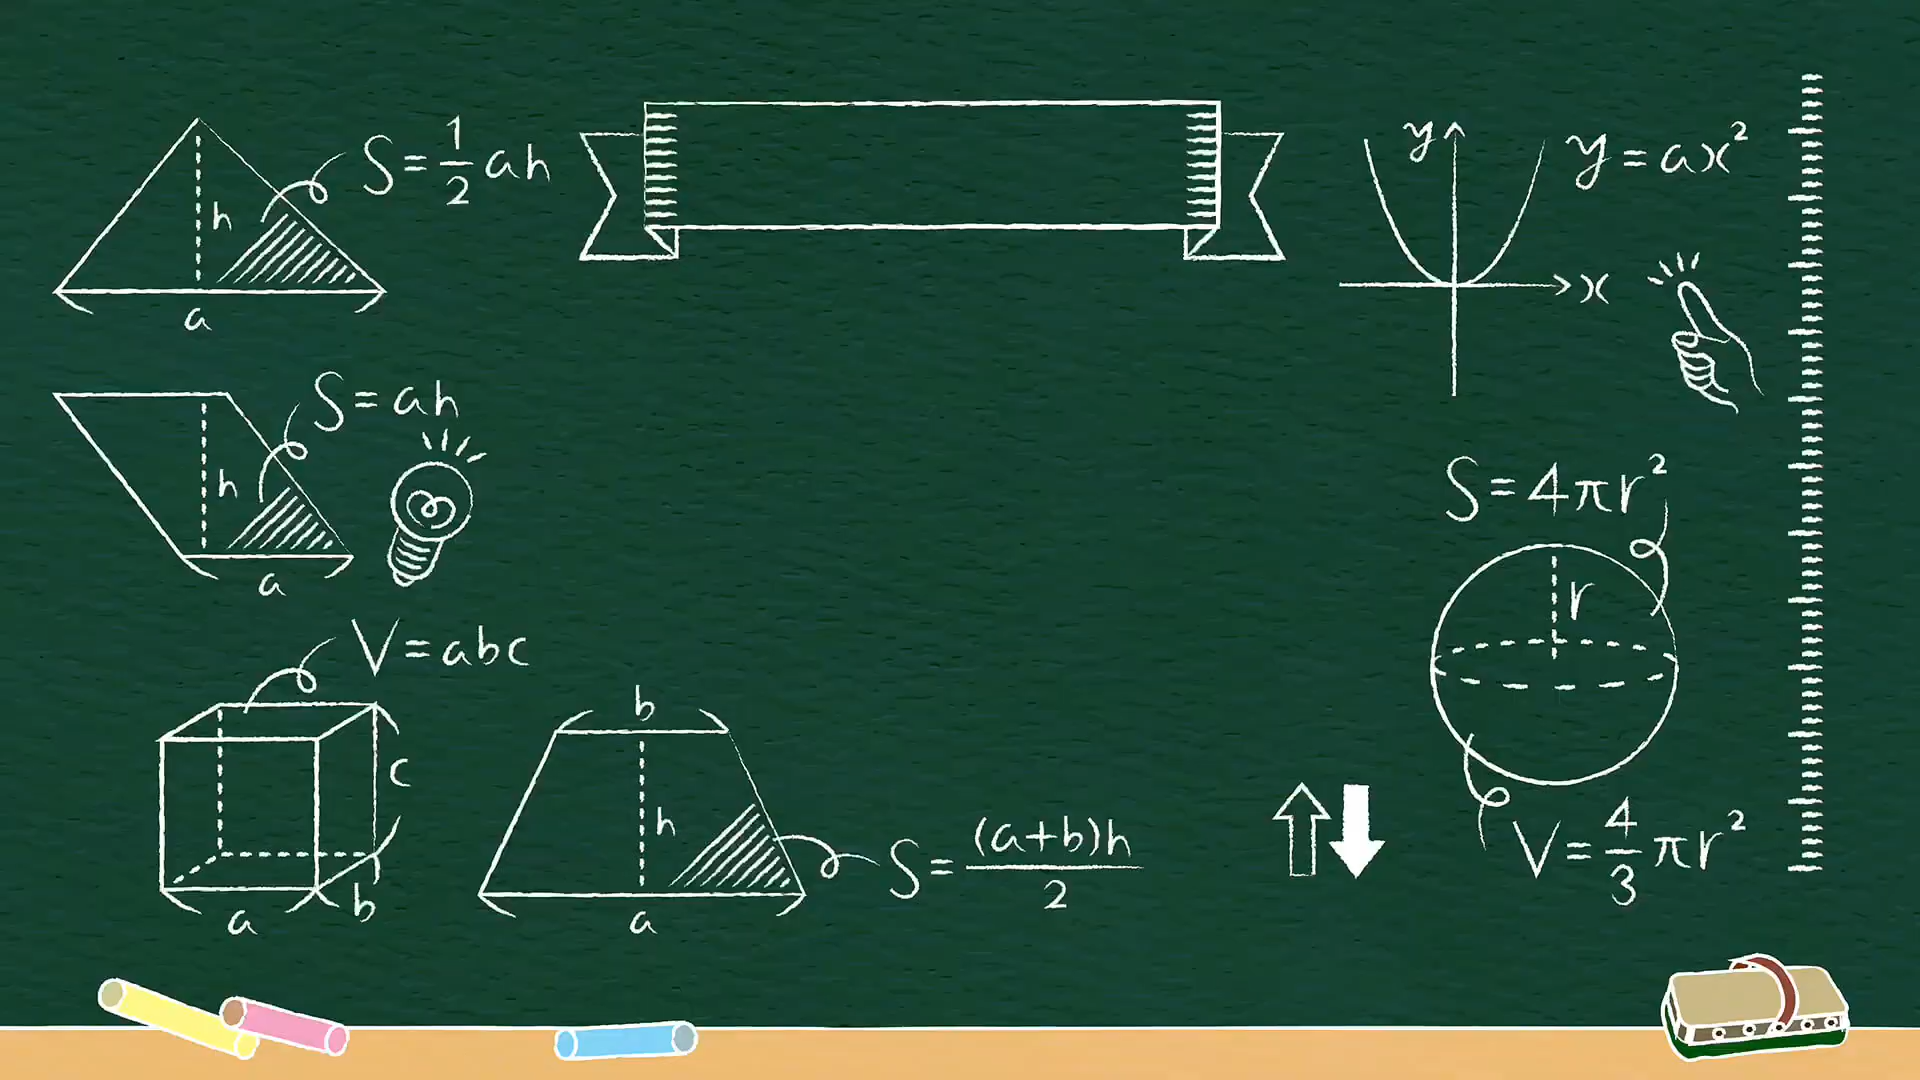 S=½ah
h
a
y
y=ax²
x
S=ah
h
a
S=4πr²
r
V=4/3πr²
V=abc
c
a
b
b
h
a
S=(a+b)h/2